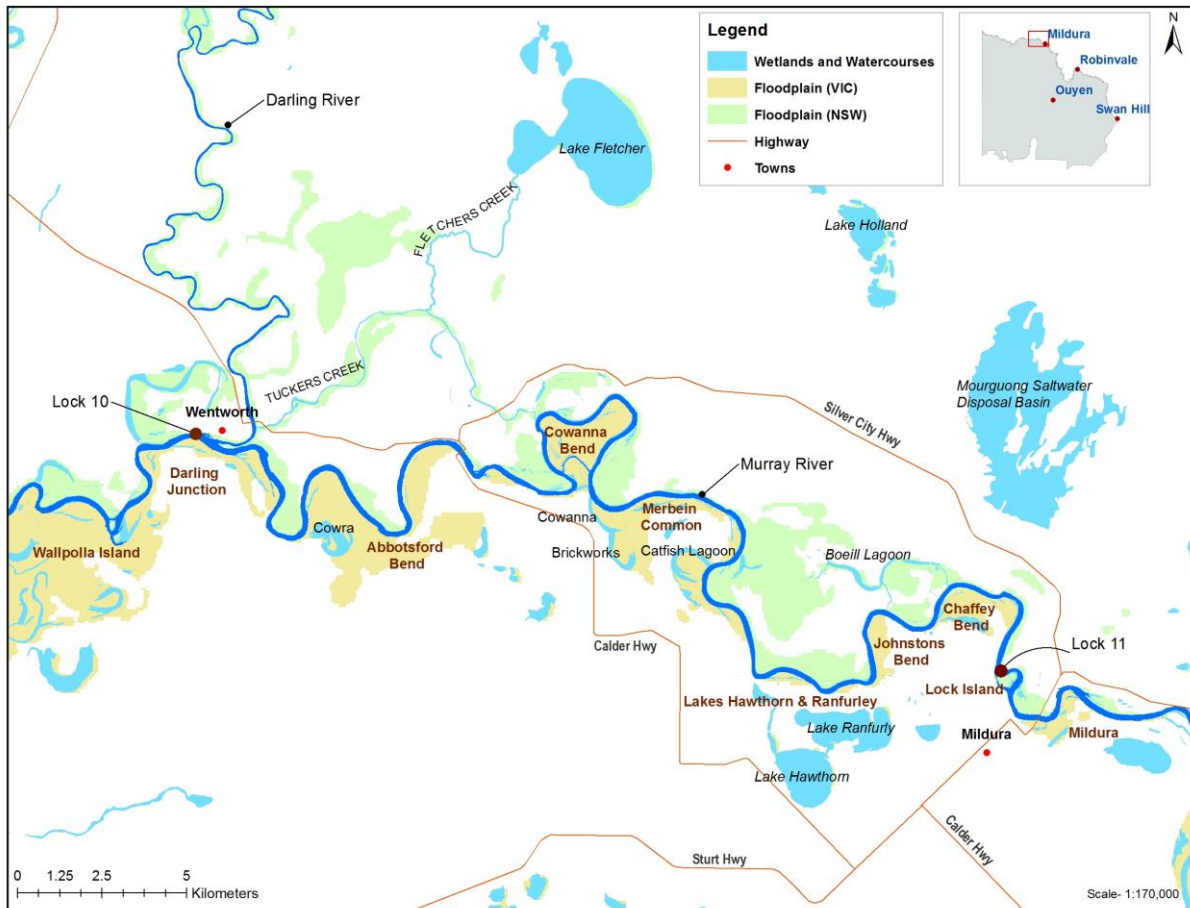 Legend
Wetlands and Watercourses
Floodplain (VIC)
Floodplain (NSW)
Highway
Towns
Mildura
Robinvale
Ouyen
Swan Hill
N
Darling River
Lake Fletcher
FLETCHERS CREEK
Lake Holland
TUCKERS CREEK
Mourguong Saltwater
Disposal Basin
Lock 10
Wentworth
Silver City Hwy
Cowanna
Bend
Murray River
Darling
Junction
Merbein
Common
Cowanna
Cowra
Wallpolla Island
Abbotsford
Bend
Brickworks
Catfish Lagoon
Boeill Lagoon
Chaffey
Bend
Johnstons
Bend
Lock 11
Calder Hwy
Lakes Hawthorn & Ranfurley
Lock Island
Lake Ranfurly
Mildura
Mildura
Lake Hawthorn
Calder Hwy
Sturt Hwy
0 1.25 2.5 5
Kilometers
Scale- 1:170,000